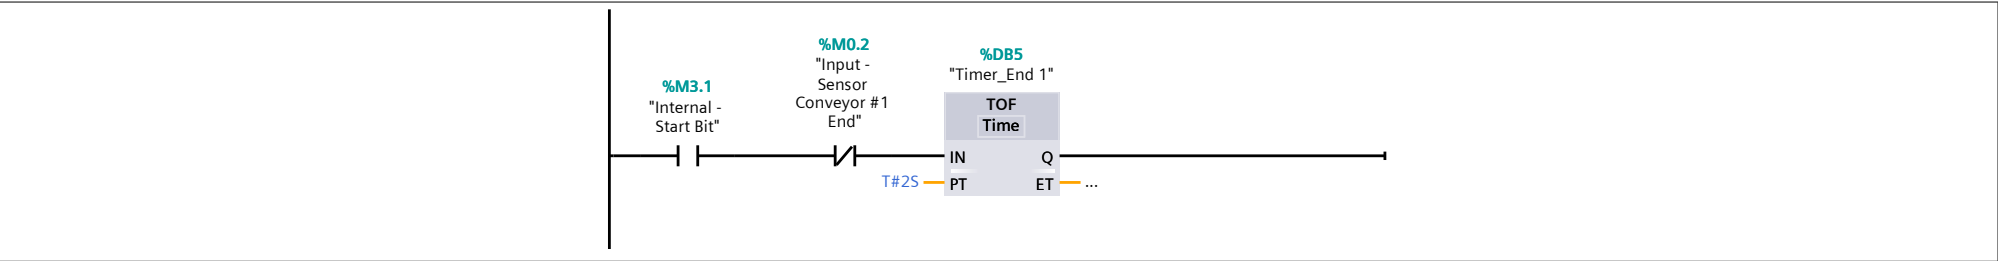 %M3.1
"Internal -
Start Bit"
%M0.2
"Input -
Sensor
Conveyor #1
End"
%DB5
"Timer_End 1"
TOF
Time
IN
Q
T#2S
PT
ET
...